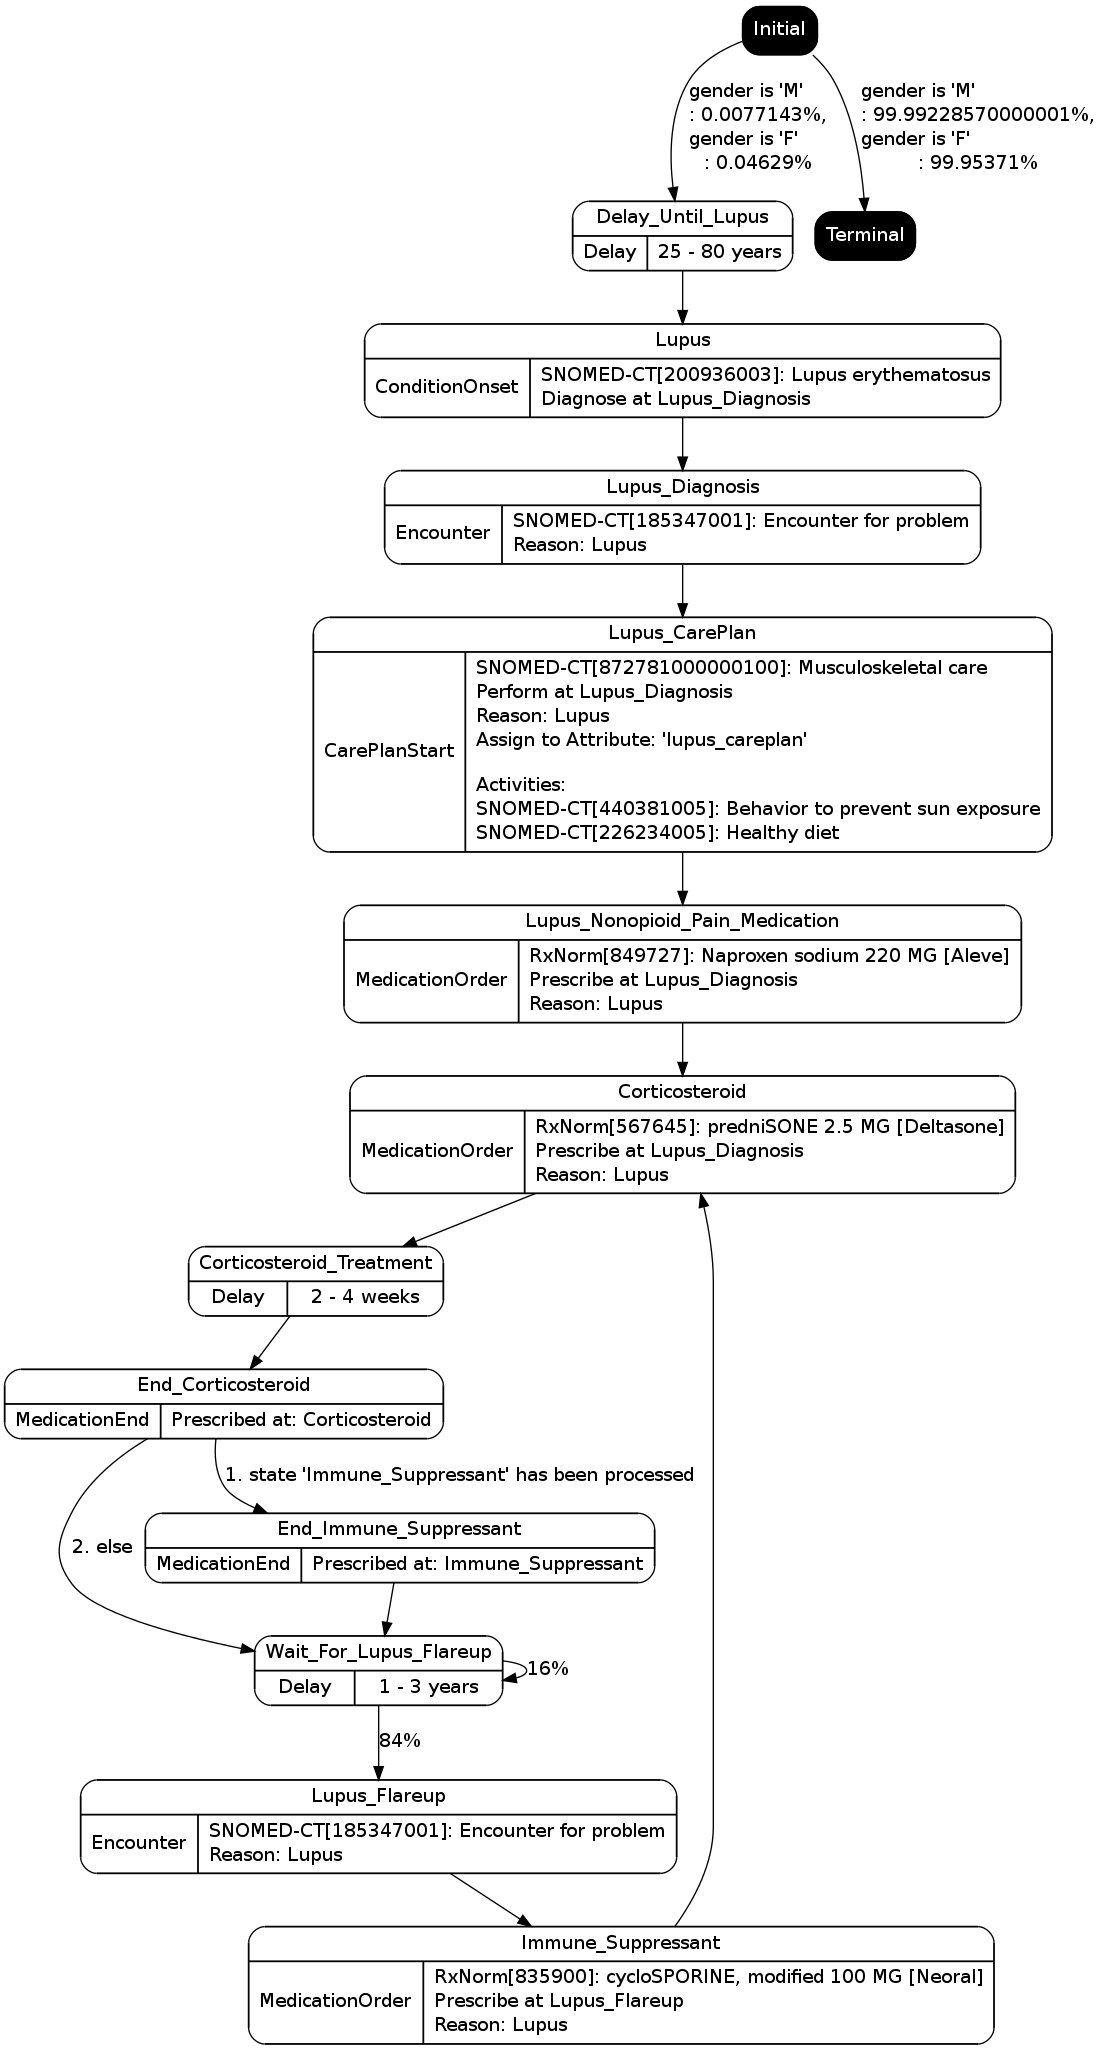 Initial
gender is 'M'
: 0.0077143%,
gender is 'F'
: 0.04629%
gender is 'M'
: 99.99228570000001%,
gender is 'F'
: 99.95371%
Delay_Until_Lupus
Delay
25 - 80 years
Terminal
Lupus
ConditionOnset
SNOMED-CT[200936003]: Lupus erythematosus
Diagnose at Lupus_Diagnosis
Lupus_Diagnosis
Encounter
SNOMED-CT[185347001]: Encounter for problem
Reason: Lupus
Lupus_CarePlan
CarePlanStart
SNOMED-CT[872781000000100]: Musculoskeletal care
Perform at Lupus_Diagnosis
Reason: Lupus
Assign to Attribute: 'lupus_careplan'
Activities:
SNOMED-CT[440381005]: Behavior to prevent sun exposure
SNOMED-CT[226234005]: Healthy diet
Lupus_Nonopioid_Pain_Medication
MedicationOrder
RxNorm[849727]: Naproxen sodium 220 MG [Aleve]
Prescribe at Lupus_Diagnosis
Reason: Lupus
Corticosteroid
MedicationOrder
RxNorm[567645]: predniSONE 2.5 MG [Deltasone]
Prescribe at Lupus_Diagnosis
Reason: Lupus
Corticosteroid_Treatment
Delay
2 - 4 weeks
End_Corticosteroid
MedicationEnd
Prescribed at: Corticosteroid
1. state 'Immune_Suppressant' has been processed
2. else
End_Immune_Suppressant
MedicationEnd
Prescribed at: Immune_Suppressant
Wait_For_Lupus_Flareup
Delay
1 - 3 years
16%
84%
Lupus_Flareup
Encounter
SNOMED-CT[185347001]: Encounter for problem
Reason: Lupus
Immune_Suppressant
MedicationOrder
RxNorm[835900]: cycloSPORINE, modified 100 MG [Neoral]
Prescribe at Lupus_Flareup
Reason: Lupus